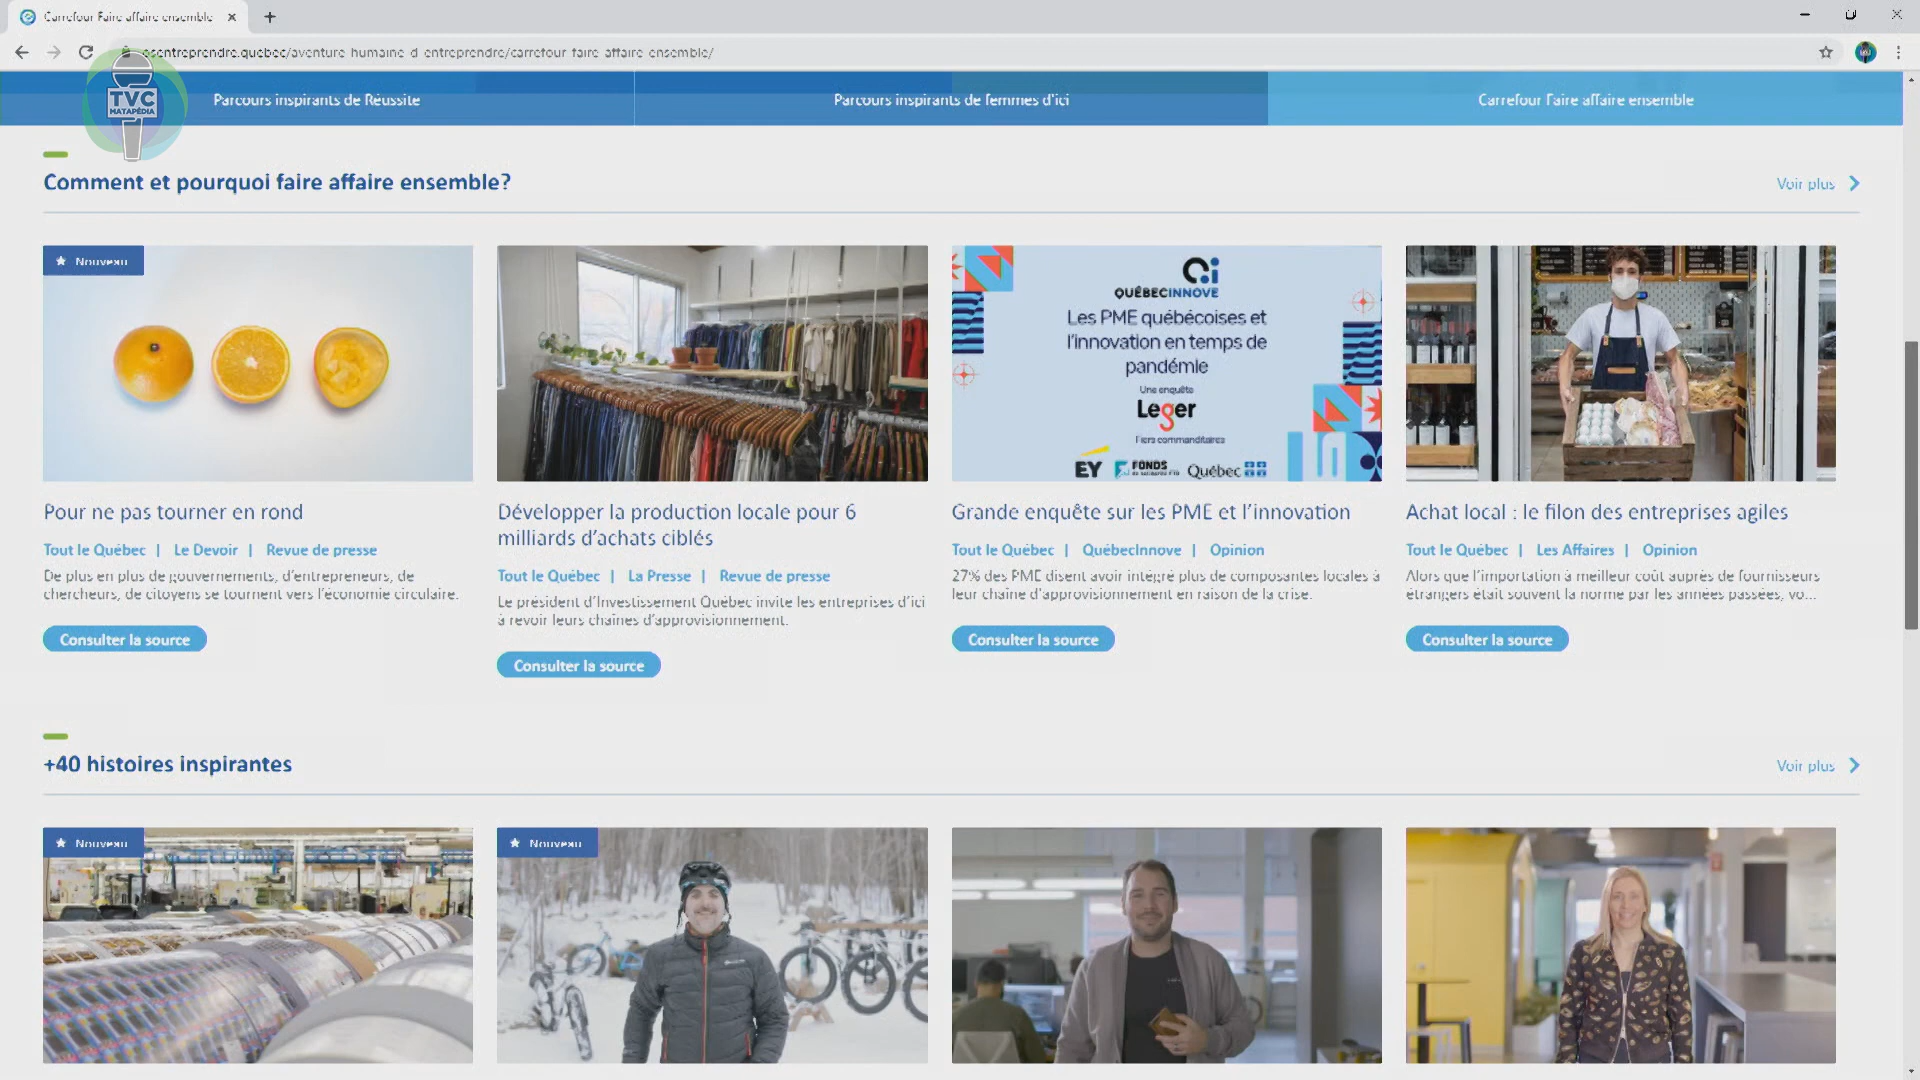 Carrefour Faire affaire ensemble
osentreprendre.quebec/aventure-humaine-d-entreprendre/carrefour-faire-affaire-ensemble/
TVC
MATAPÉDIA
Parcours inspirants de Réussite
Parcours inspirants de femmes d'ici
Carrefour Faire affaire ensemble
Comment et pourquoi faire affaire ensemble?
Voir plus
Nouveau
QUÉBECINNOVE
Les PME québécoises et
l'innovation en temps de
pandémie
Une enquête
Leger
Fiers commanditaires
EY
FONDS
Québec
Pour ne pas tourner en rond
Tout le Québec | Le Devoir | Revue de presse
De plus en plus de gouvernements, d'entrepreneurs, de
chercheurs, de citoyens se tournent vers l'économie circulaire.
Consulter la source
Développer la production locale pour 6
milliards d'achats ciblés
Tout le Québec | La Presse | Revue de presse
Le président d'Investissement Québec invite les entreprises d'ici
à revoir leurs chaînes d'approvisionnement.
Consulter la source
Grande enquête sur les PME et l'innovation
Tout le Québec | QuébecInnove | Opinion
27% des PME disent avoir intégré plus de composantes locales à
leur chaîne d'approvisionnement en raison de la crise.
Consulter la source
Achat local : le filon des entreprises agiles
Tout le Québec | Les Affaires | Opinion
Alors que l'importation à meilleur coût auprès de fournisseurs
étrangers était souvent la norme par les années passées, vo...
Consulter la source
+40 histoires inspirantes
Voir plus
Nouveau
Nouveau